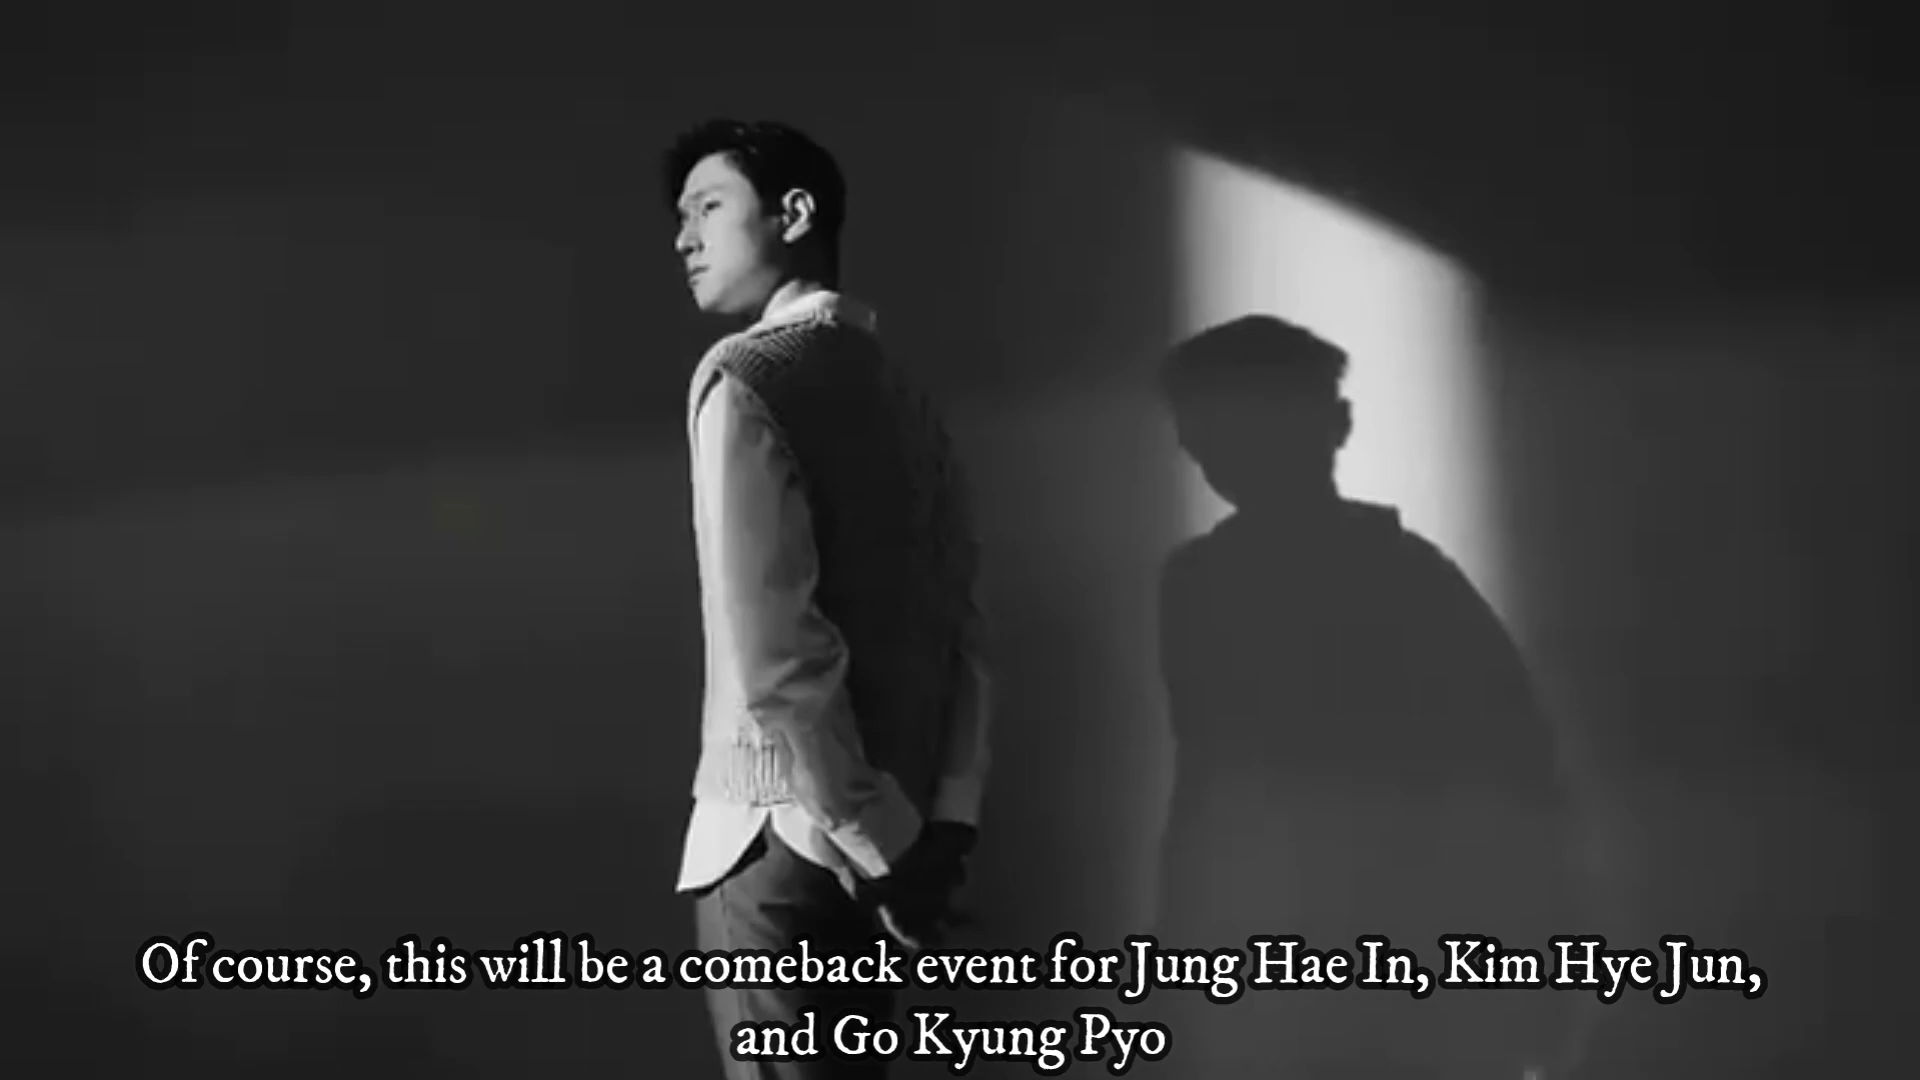 Of course, this will be a comeback event for Jung Hae In, Kim Hye Jun,
and Go Kyung Pyo